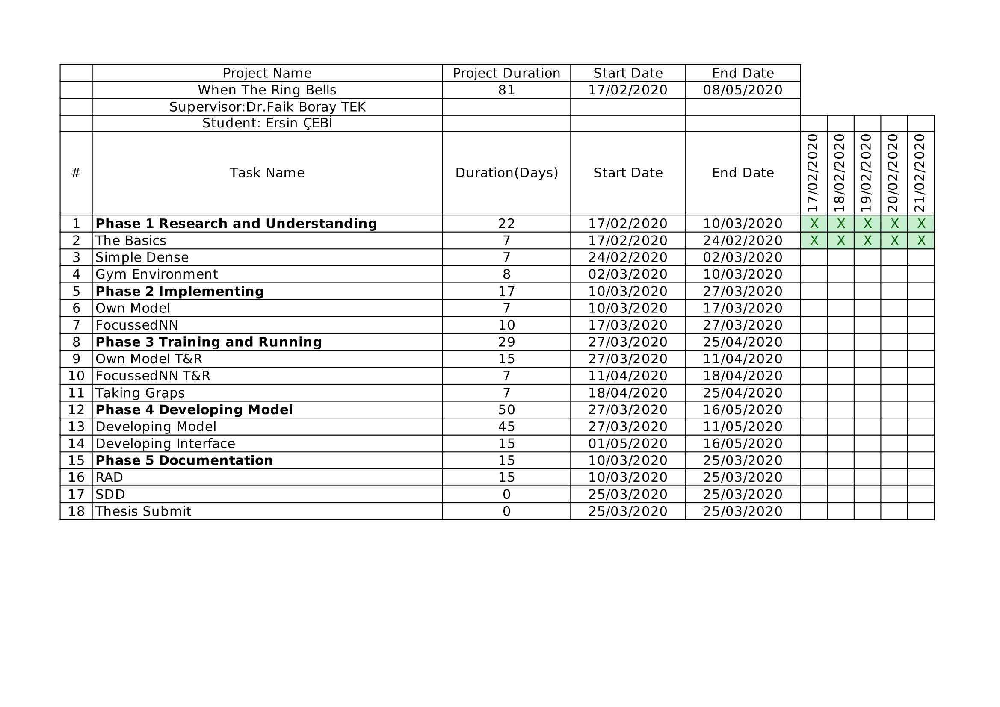 Project Name Project Duration Start Date End Date
When The Ring Bells 81 17/02/2020 08/05/2020
Supervisor:Dr.Faik Boray TEK
Student: Ersin ÇEBİ
# Task Name Duration(Days) Start Date End Date 17/02/2020 18/02/2020 19/02/2020 20/02/2020 21/02/2020
1 Phase 1 Research and Understanding 22 17/02/2020 10/03/2020 X X X X X
2 The Basics 7 17/02/2020 24/02/2020 X X X X X
3 Simple Dense 7 24/02/2020 02/03/2020
4 Gym Environment 8 02/03/2020 10/03/2020
5 Phase 2 Implementing 17 10/03/2020 27/03/2020
6 Own Model 7 10/03/2020 17/03/2020
7 FocussedNN 10 17/03/2020 27/03/2020
8 Phase 3 Training and Running 29 27/03/2020 25/04/2020
9 Own Model T&R 15 27/03/2020 11/04/2020
10 FocussedNN T&R 7 11/04/2020 18/04/2020
11 Taking Graps 7 18/04/2020 25/04/2020
12 Phase 4 Developing Model 50 27/03/2020 16/05/2020
13 Developing Model 45 27/03/2020 11/05/2020
14 Developing Interface 15 01/05/2020 16/05/2020
15 Phase 5 Documentation 15 10/03/2020 25/03/2020
16 RAD 15 10/03/2020 25/03/2020
17 SDD 0 25/03/2020 25/03/2020
18 Thesis Submit 0 25/03/2020 25/03/2020